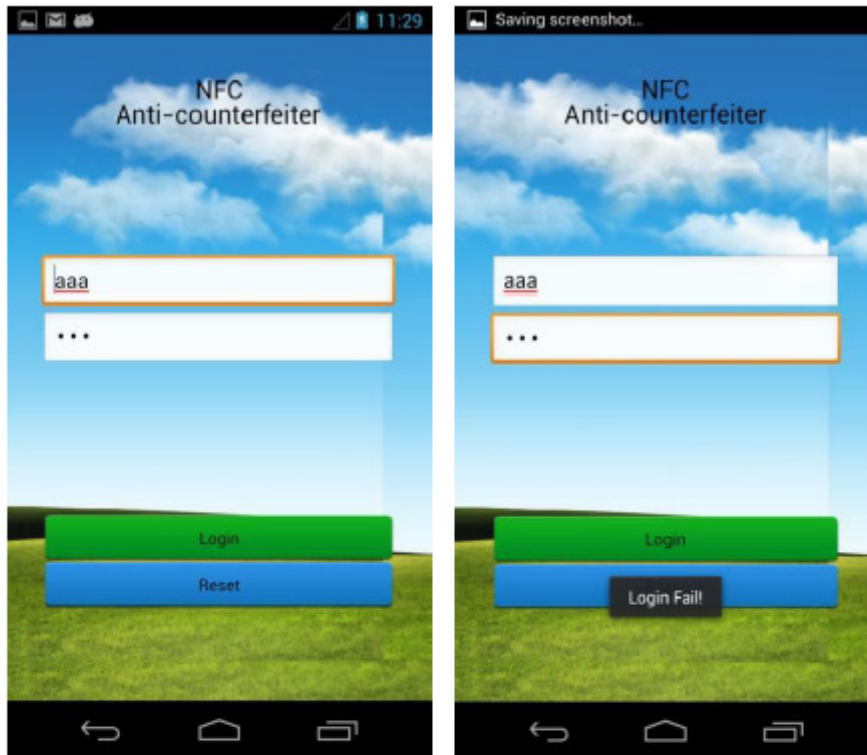 11:29
NFC
Anti-counterfeiter
aaa
•••
Login
Reset
Saving screenshot...
NFC
Anti-counterfeiter
aaa
•••
Login
Login Fail!